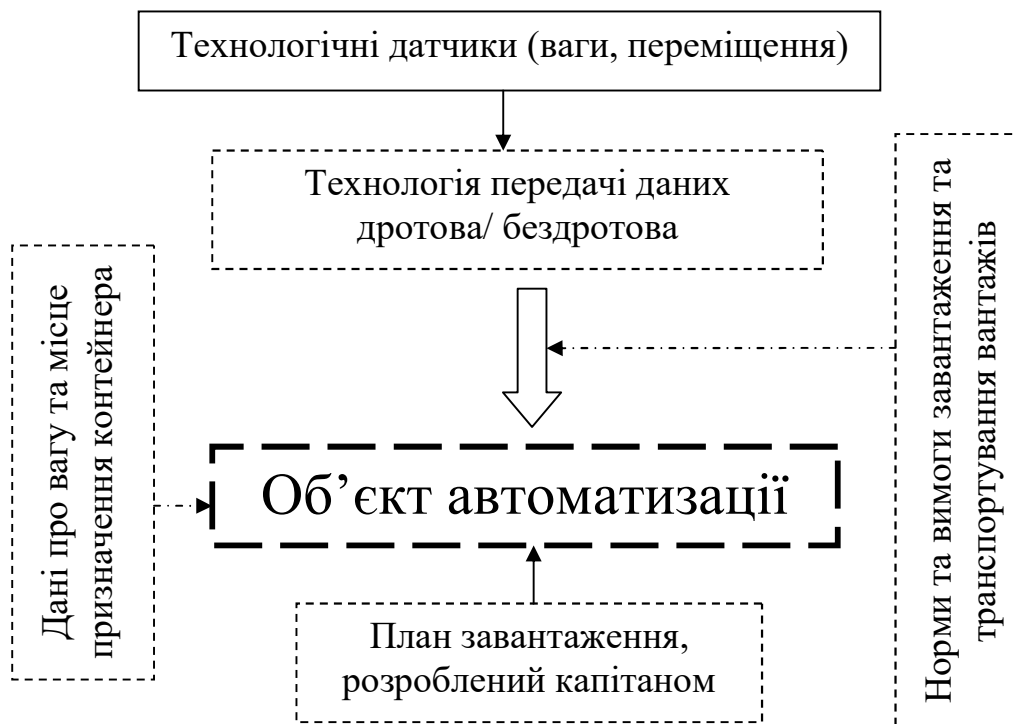 Технологічні датчики (ваги, переміщення)
Технологія передачі даних
дротова/ бездротова
Дані про вагу та місце
призначення контейнера
Норми та вимоги завантаження та
транспортування вантажів
Об’єкт автоматизації
План завантаження,
розроблений капітаном